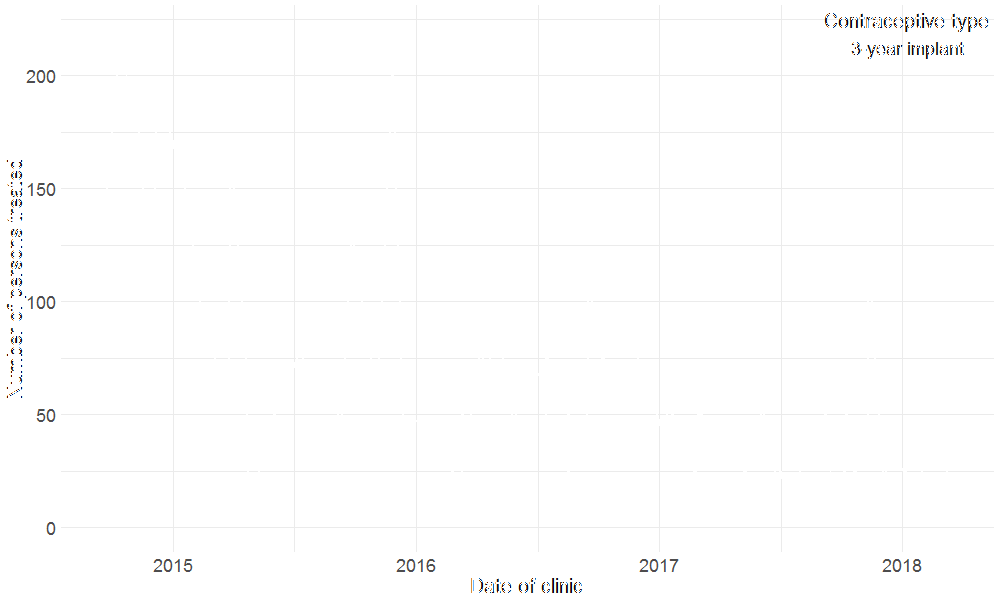 Contraceptive type
3-year implant
200
150
100
50
0
Number of persons treated
2015 2016 2017 2018
Date of clinic